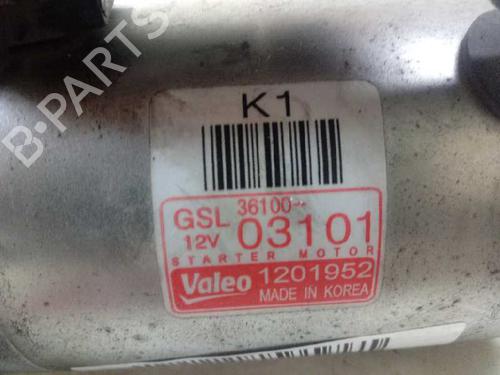 B-PARTS
K1
GSL 36100-
12V 03101
STARTER MOTOR
Valeo 1201952
MADE IN KOREA